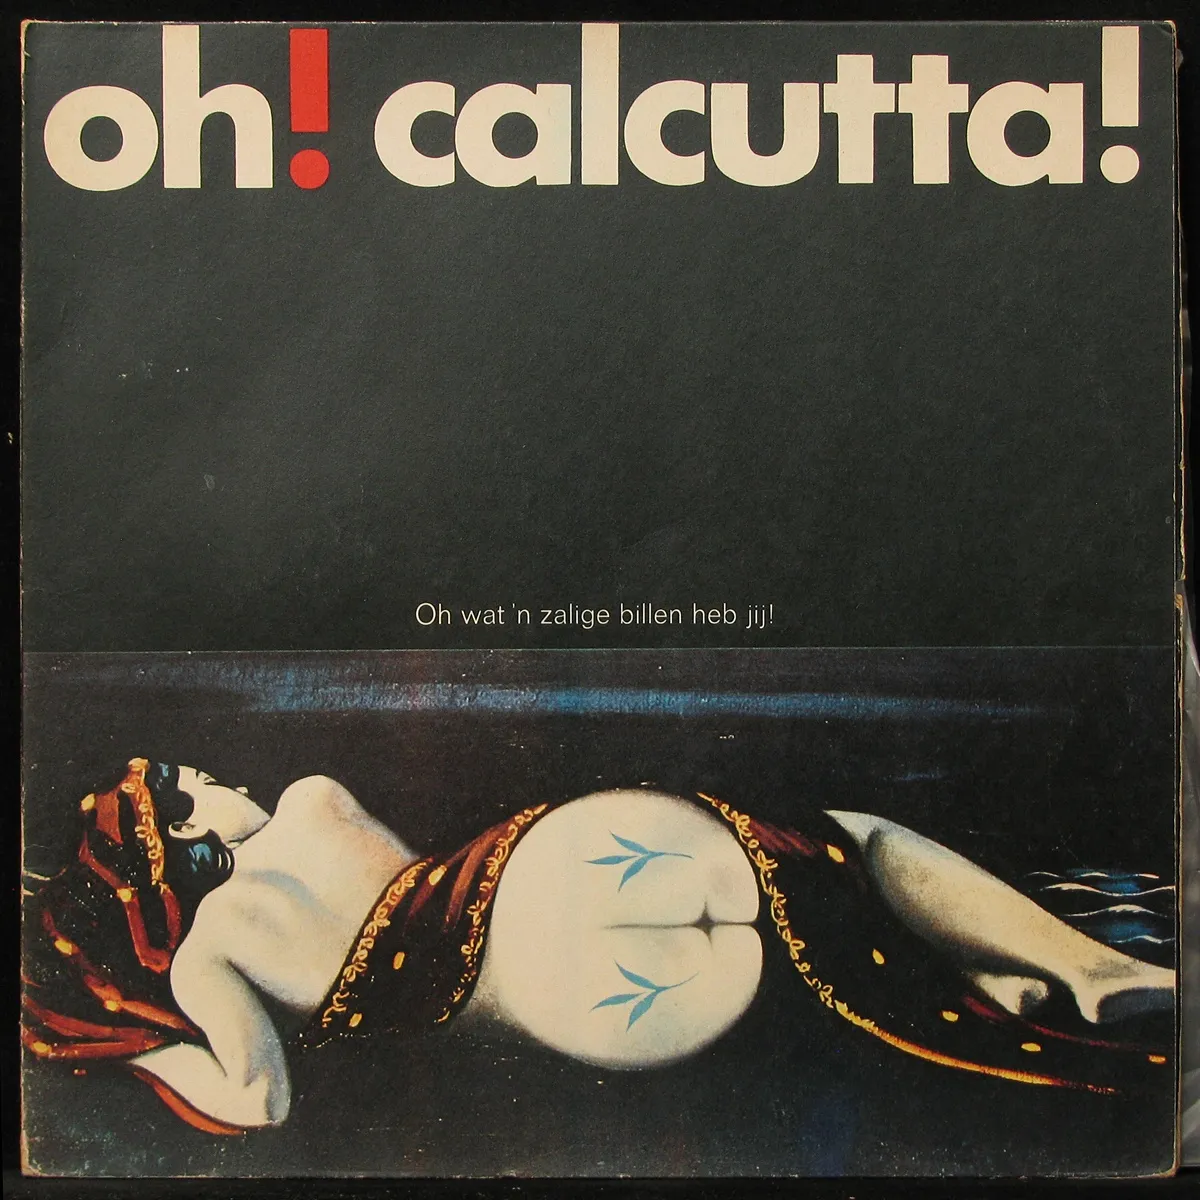 oh! calcutta!
Oh wat 'n zalige billen heb jij!